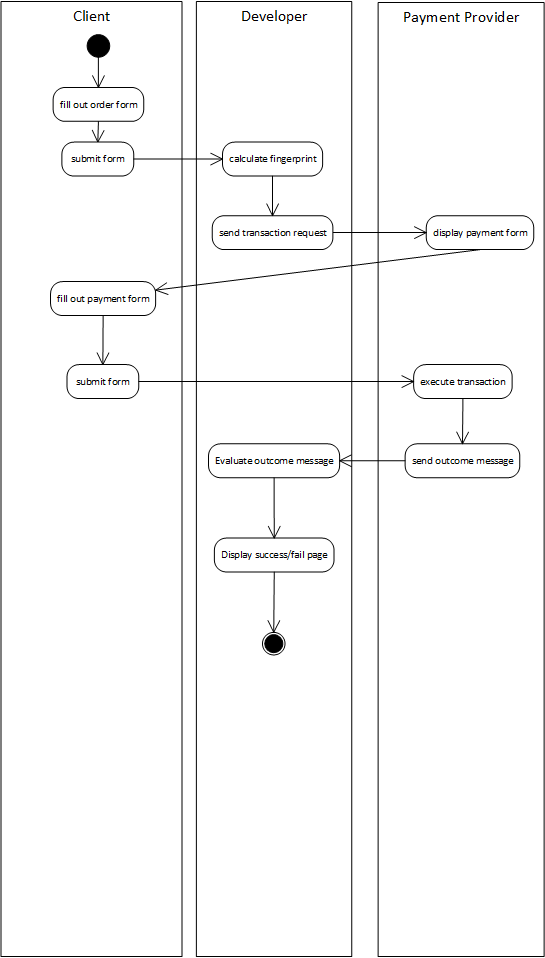 Client
Developer
Payment Provider
fill out order form
submit form
calculate fingerprint
send transaction request
display payment form
fill out payment form
submit form
execute transaction
Evaluate outcome message
send outcome message
Display success/fail page